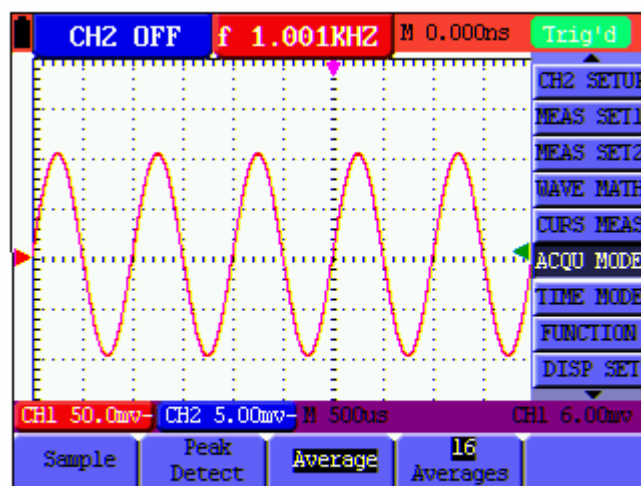 CH2 OFF f 1.001KHZ M 0.000ns Trig'd
CH2 SETUP
MEAS SET1
MEAS SET2
WAVE MATH
CURS MEAS
ACQU MODE
TIME MODE
FUNCTION
DISP SET
CH1 50.0mv- CH2 5.00mv- M 500us CH1 6.00mv
Sample
Peak
Detect
Average
16
Averages